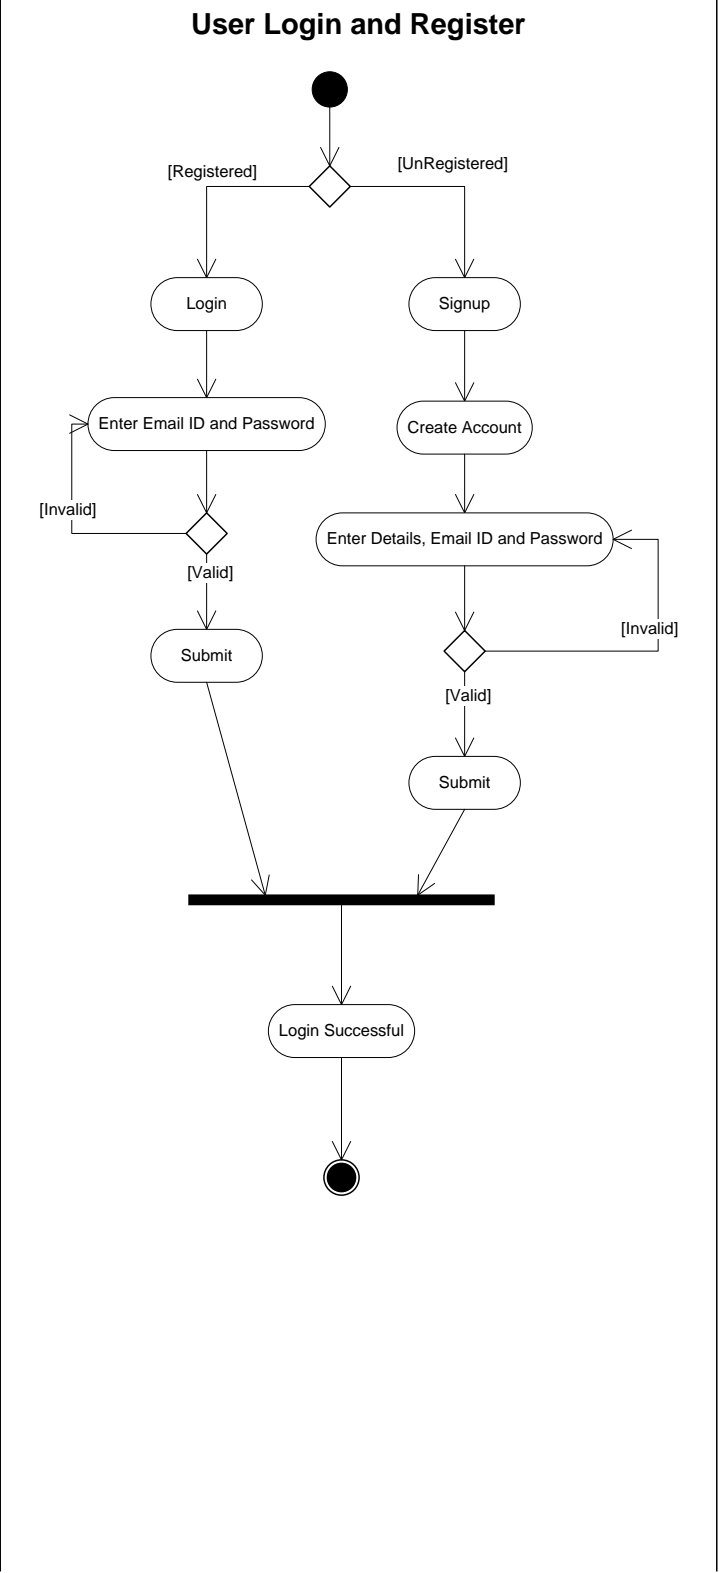 User Login and Register
[UnRegistered]
[Registered]
Login
Signup
Enter Email ID and Password
Create Account
[Invalid]
Enter Details, Email ID and Password
[Valid]
[Invalid]
Submit
[Valid]
Submit
Login Successful